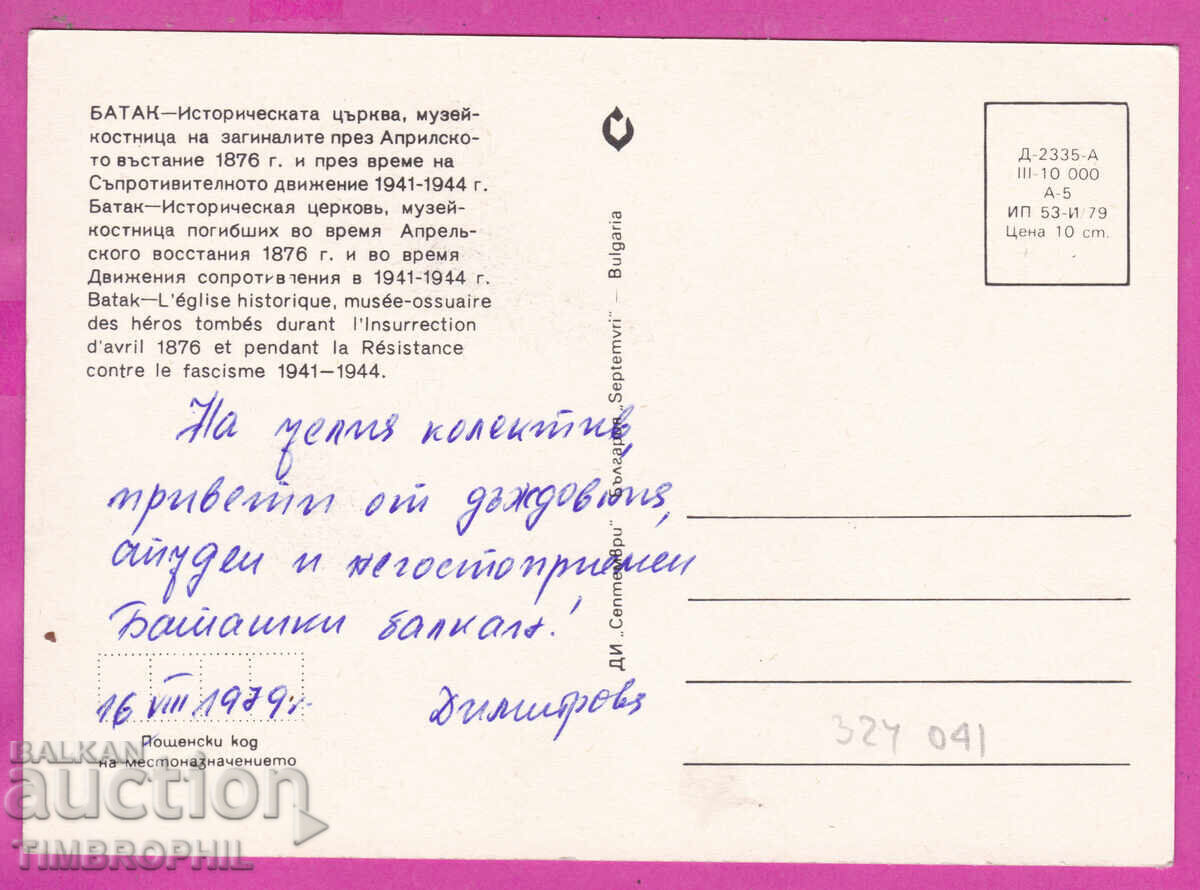 БАТАК—Историческата църква, музей-
костница на загиналите през Априлско-
то въстание 1876 г. и през време на
Съпротивителното движение 1941-1944 г.
Батак—Историческая церковь, музей-
костница погибших во время Апрель-
ского восстания 1876 г. и во время
Движения сопротивления в 1941-1944 г.
Batak—L'église historique, musée-ossuaire
des héros tombés durant l'Insurrection
d'avril 1876 et pendant la Résistance
contre le fascisme 1941—1944.
На целия колектив,
привети от дъждовния,
студен и негостоприемен
Баташки балкан!
16 VIII 1979 г.
Димитрова
Пощенски код
на местоназначението
ДИ „Септември" България „Septemvri" — Bulgaria
Д-2335-А
III-10 000
А-5
ИП 53-И/79
Цена 10 ст.
324 041
BALKAN
auction
TIMBROPHIL